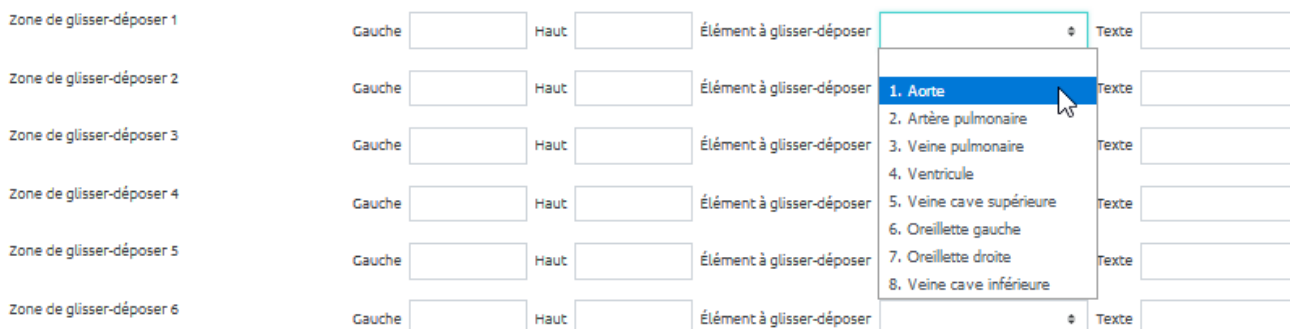 Zone de glisser-déposer 1 Gauche Haut Élément à glisser-déposer Texte
Zone de glisser-déposer 2 Gauche Haut Élément à glisser-déposer Texte
1. Aorte
2. Artère pulmonaire
Zone de glisser-déposer 3 Gauche Haut Élément à glisser-déposer Texte
3. Veine pulmonaire
4. Ventricule
Zone de glisser-déposer 4 Gauche Haut Élément à glisser-déposer Texte
5. Veine cave supérieure
6. Oreillette gauche
Zone de glisser-déposer 5 Gauche Haut Élément à glisser-déposer Texte
7. Oreillette droite
8. Veine cave inférieure
Zone de glisser-déposer 6 Gauche Haut Élément à glisser-déposer Texte